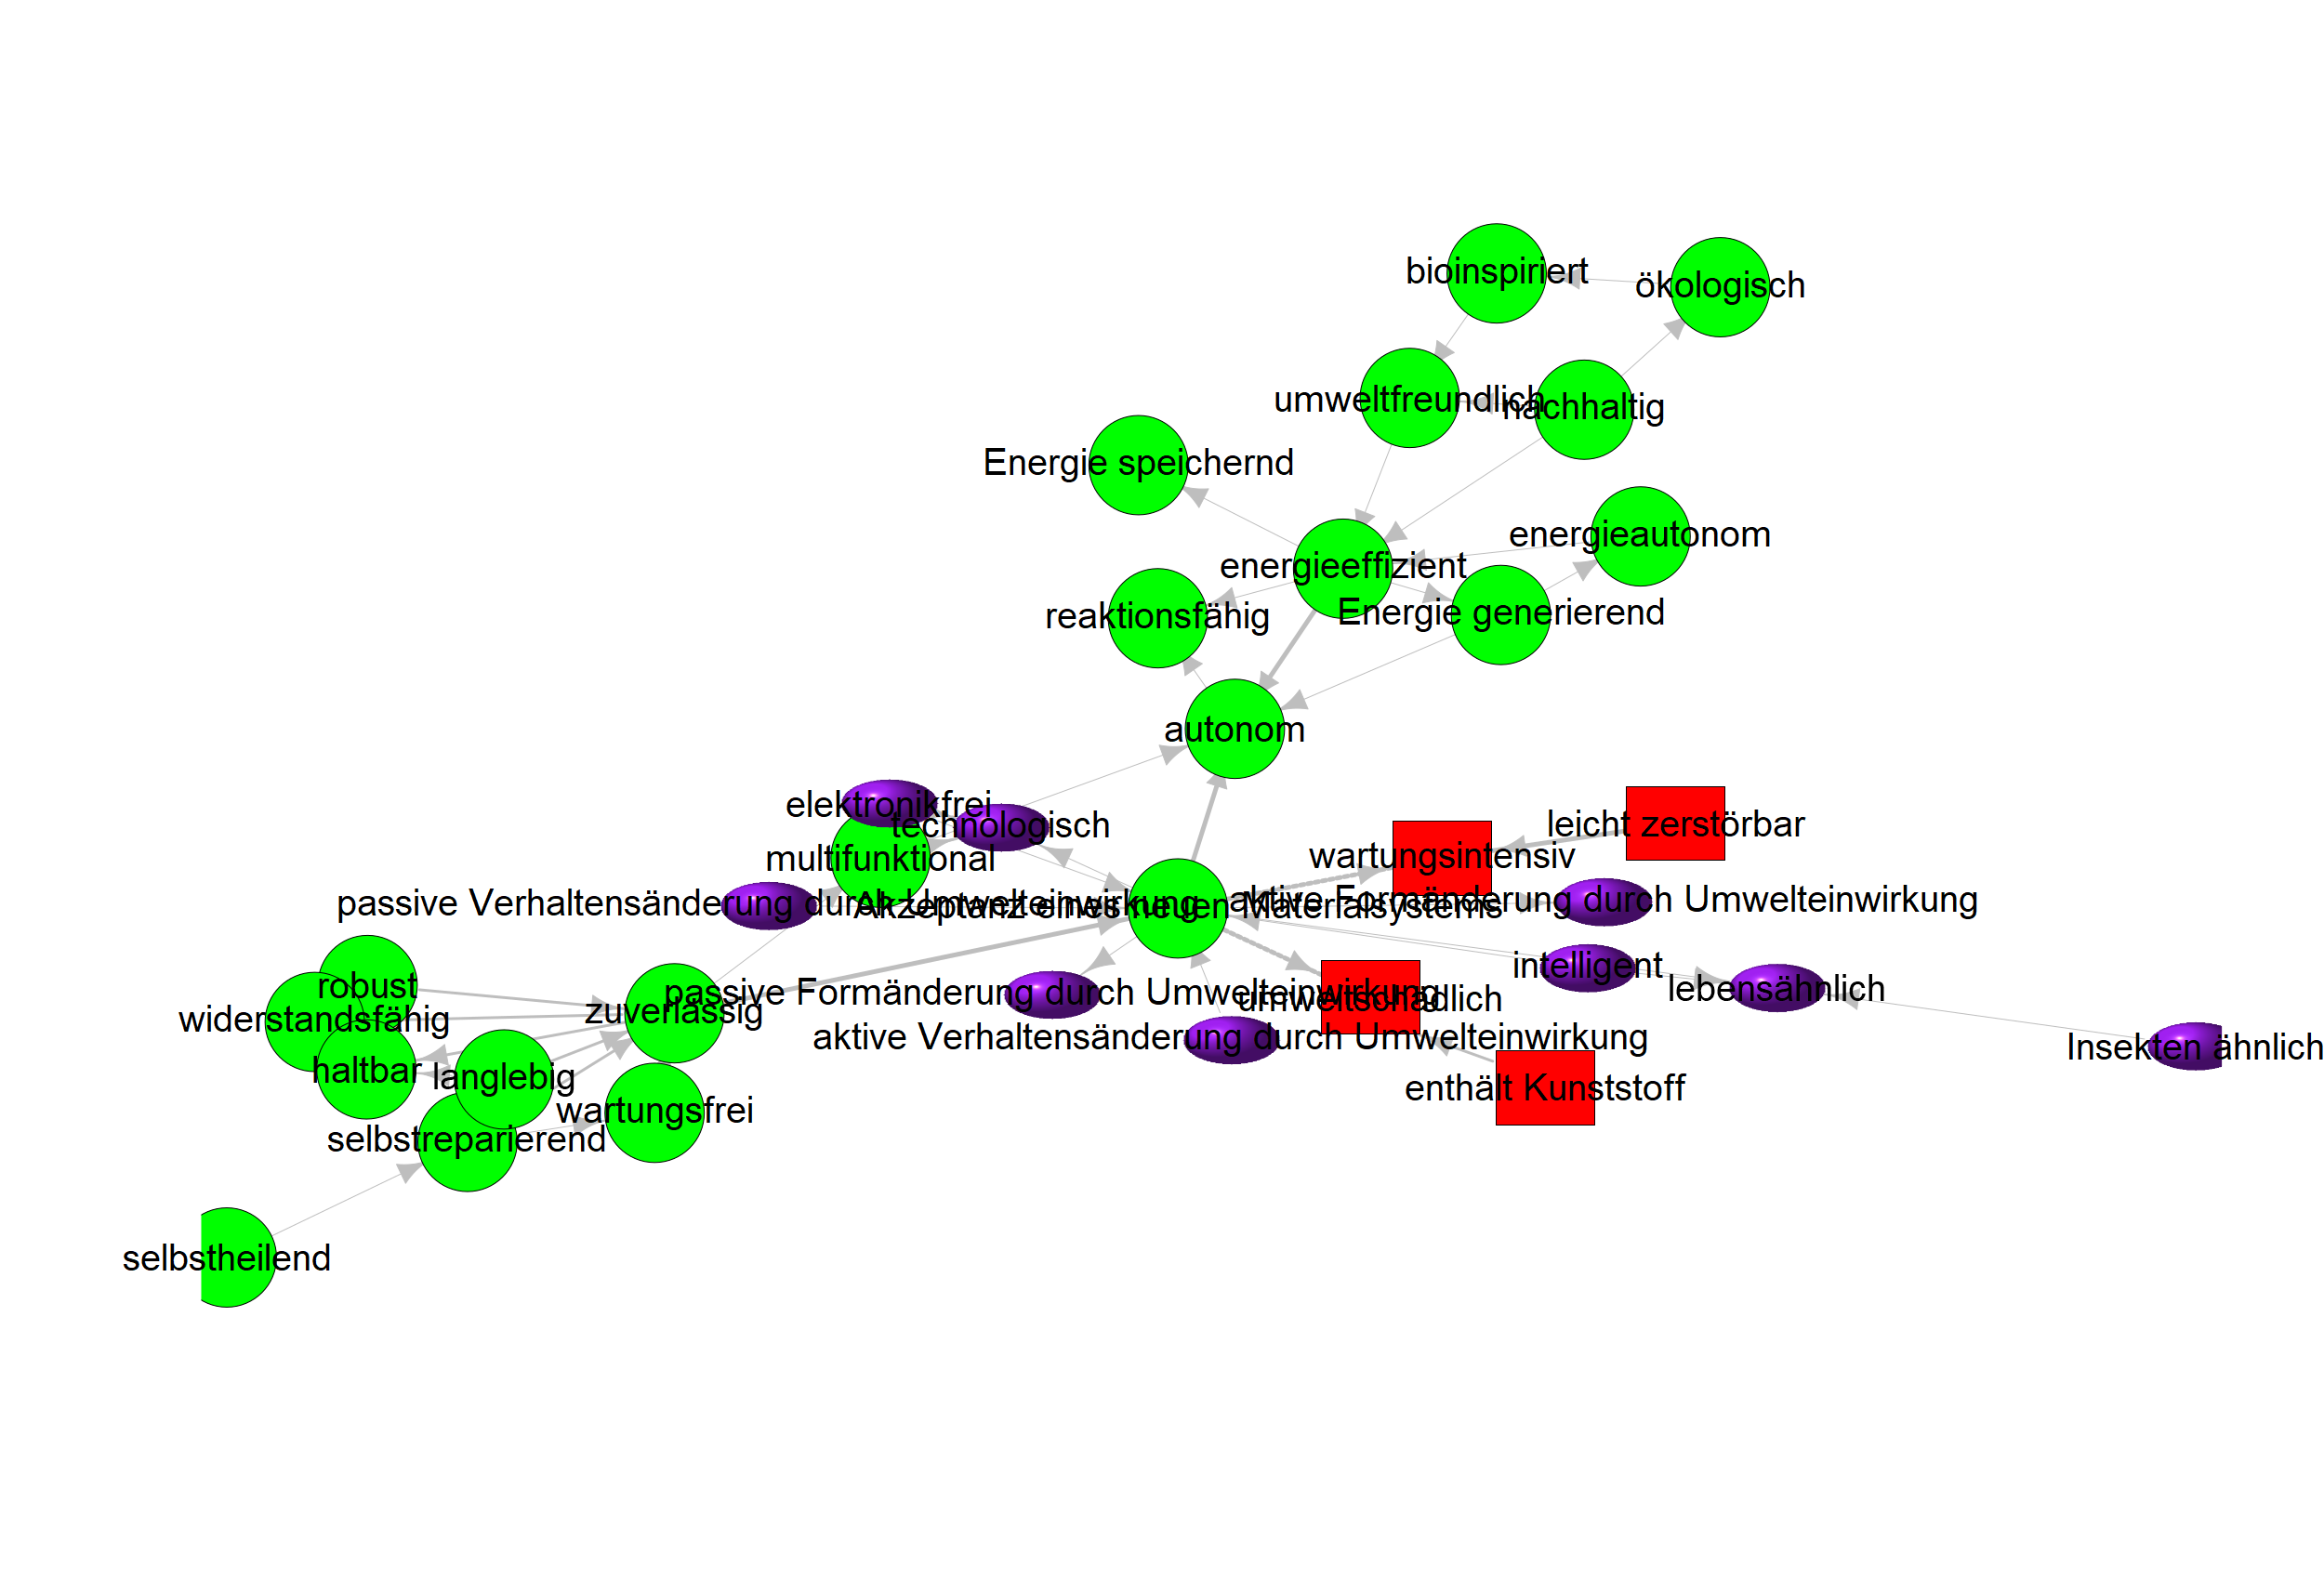 bioinspiriert
ökologisch
umweltfreundlich
nachhaltig
Energie speichernd
energieautonom
energieeffizient
Energie generierend
reaktionsfähig
autonom
elektronikfrei
technologisch
leicht zerstörbar
multifunktional
wartungsintensiv
passive Verhaltensänderung durch Umwelteinwirkung
Akzeptanz eines neuen Materialsystems
aktive Formänderung durch Umwelteinwirkung
intelligent
robust
lebensähnlich
passive Formänderung durch Umwelteinwirkung
umweltschädlich
widerstandsfähig
zuverlässig
aktive Verhaltensänderung durch Umwelteinwirkung
Insekten ähnlich
haltbar
langlebig
enthält Kunststoff
wartungsfrei
selbstreparierend
selbstheilend